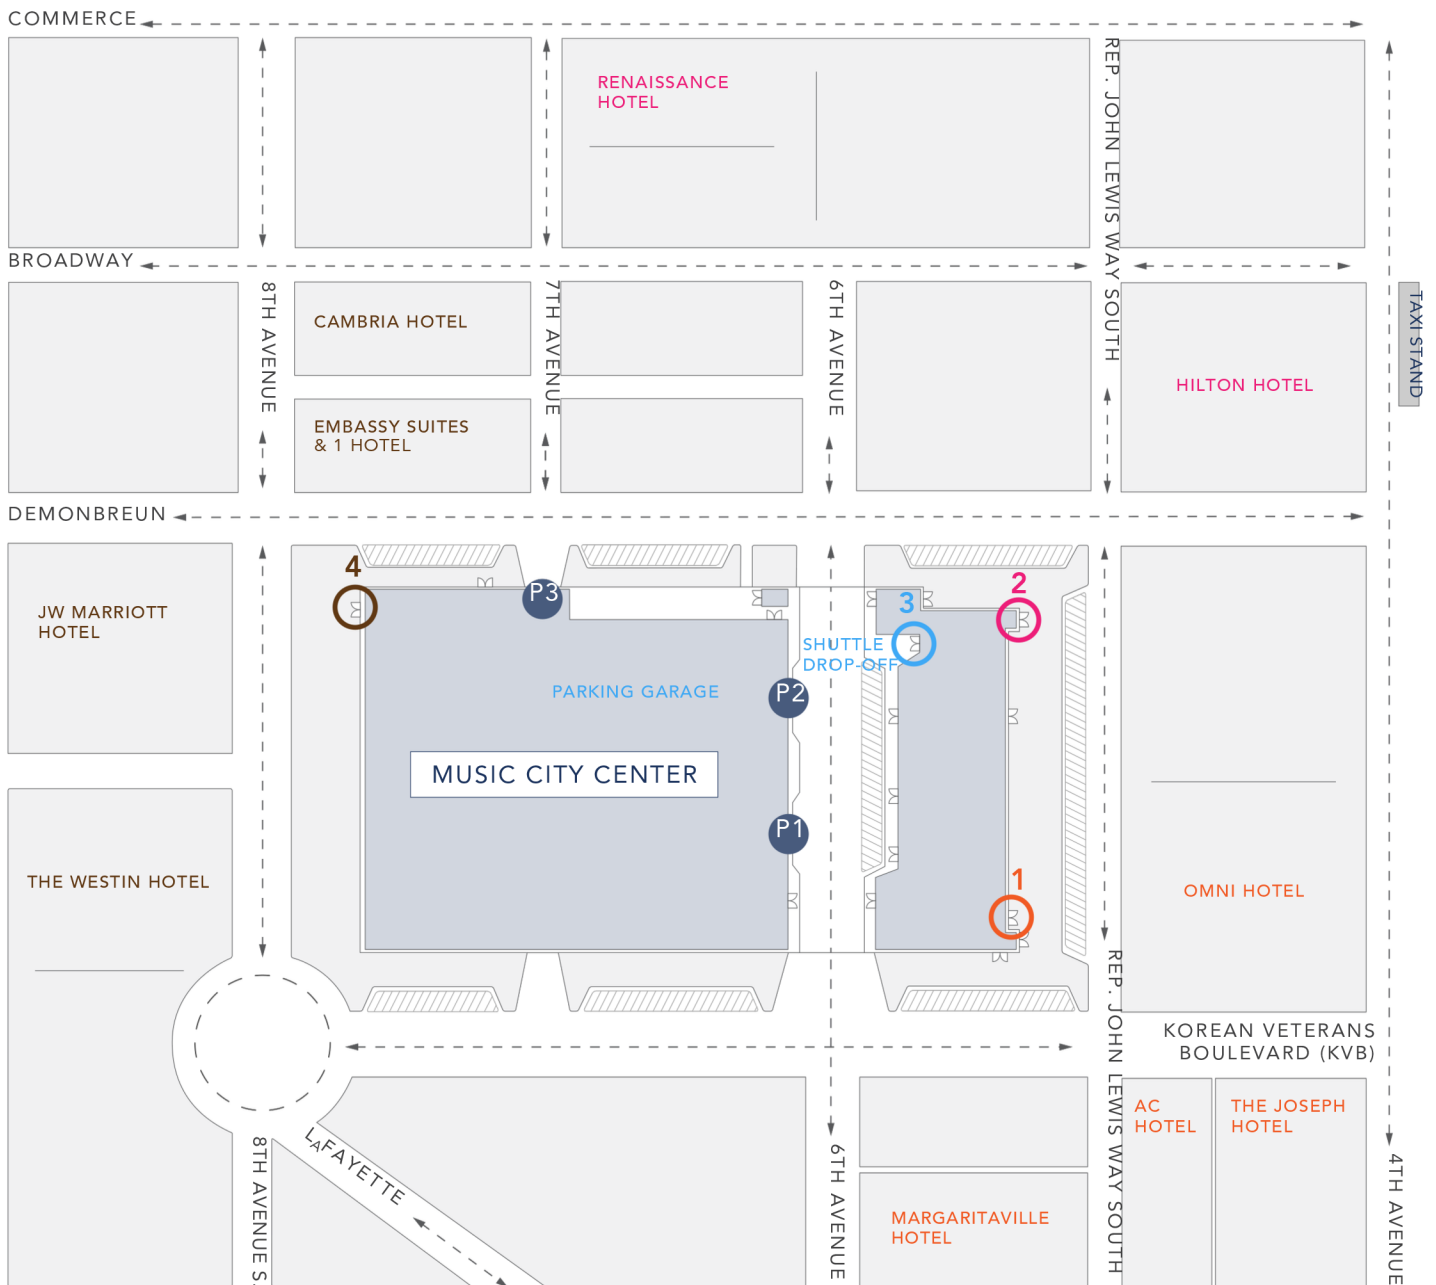 COMMERCE
REP. JOHN LEWIS WAY SOUTH
RENAISSANCE
HOTEL
BROADWAY
8TH AVENUE
7TH AVENUE
6TH AVENUE
TAXI STAND
CAMBRIA HOTEL
HILTON HOTEL
EMBASSY SUITES
& 1 HOTEL
DEMONBREUN
4
P3
2
3
JW MARRIOTT
HOTEL
SHUTTLE
DROP-OFF
PARKING GARAGE
P2
MUSIC CITY CENTER
P1
1
THE WESTIN HOTEL
OMNI HOTEL
REP. JOHN LEWIS WAY SOUTH
KOREAN VETERANS
BOULEVARD (KVB)
AC
HOTEL
THE JOSEPH
HOTEL
LAFAYETTE
8TH AVENUE S.
6TH AVENUE
4TH AVENUE
MARGARITAVILLE
HOTEL